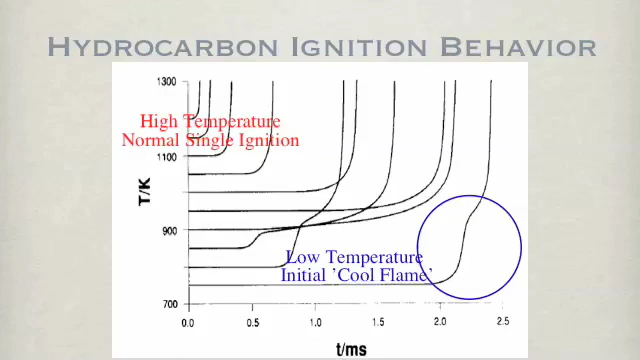 HYDROCARBON IGNITION BEHAVIOR
1300
High Temperature
Normal Single Ignition
1100
T/K
900
Low Temperature
Initial 'Cool Flame'
700
0.0 0.5 1.0 1.5 2.0 2.5
t/ms